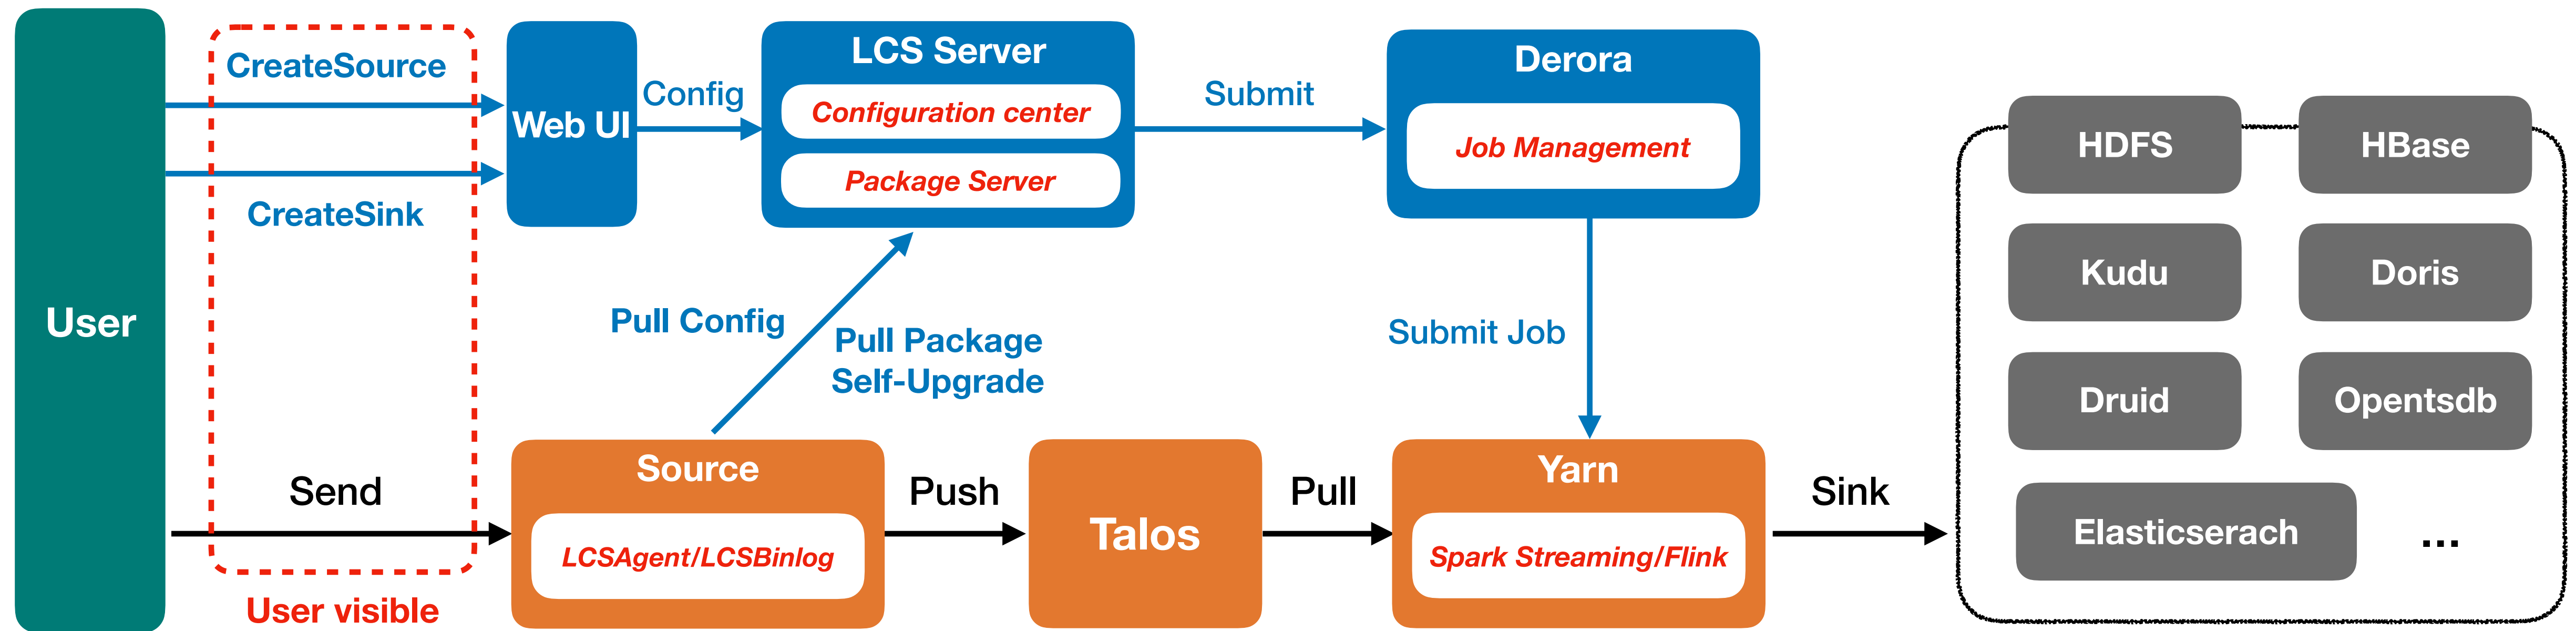 User
CreateSource
CreateSink
Send
User visible
Web UI
Config
LCS Server
Configuration center
Package Server
Submit
Derora
Job Management
Pull Config
Pull Package
Self-Upgrade
Submit Job
Source
LCSAgent/LCSBinlog
Push
Talos
Pull
Yarn
Spark Streaming/Flink
Sink
HDFS
HBase
Kudu
Doris
Druid
Opentsdb
Elasticserach
...